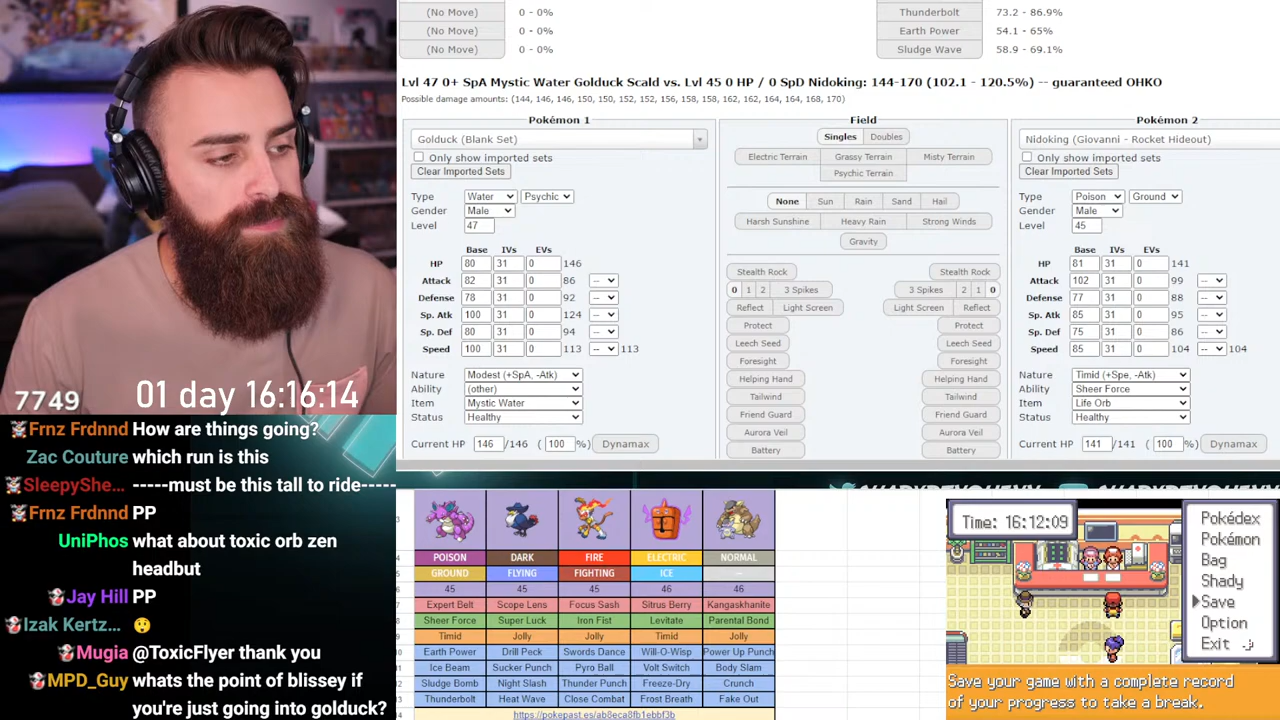 (No Move) 0 - 0%
(No Move) 0 - 0%
(No Move) 0 - 0%
Thunderbolt 73.2 - 86.9%
Earth Power 54.1 - 65%
Sludge Wave 58.9 - 69.1%
Lvl 47 0+ SpA Mystic Water Golduck Scald vs. Lvl 45 0 HP / 0 SpD Nidoking: 144-170 (102.1 - 120.5%) -- guaranteed OHKO
Possible damage amounts: (144, 146, 146, 150, 150, 152, 152, 156, 158, 158, 162, 162, 164, 164, 168, 170)
Pokémon 1
Golduck (Blank Set)
Only show imported sets
Clear Imported Sets
Type Water Psychic
Gender Male
Level 47
Base IVs EVs
HP 80 31 0 146
Attack 82 31 0 86 --
Defense 78 31 0 92 --
Sp. Atk 100 31 0 124 --
Sp. Def 80 31 0 94 --
Speed 100 31 0 113 -- 113
Nature Modest (+SpA, -Atk)
Ability (other)
Item Mystic Water
Status Healthy
Current HP 146 /146 ( 100 %) Dynamax
Field
Singles Doubles
Electric Terrain Grassy Terrain Misty Terrain
Psychic Terrain
None Sun Rain Sand Hail
Harsh Sunshine Heavy Rain Strong Winds
Gravity
Stealth Rock Stealth Rock
0 1 2 3 Spikes 3 Spikes 2 1 0
Reflect Light Screen Light Screen Reflect
Protect Protect
Leech Seed Leech Seed
Foresight Foresight
Helping Hand Helping Hand
Tailwind Tailwind
Friend Guard Friend Guard
Aurora Veil Aurora Veil
Battery Battery
Pokémon 2
Nidoking (Giovanni - Rocket Hideout)
Only show imported sets
Clear Imported Sets
Type Poison Ground
Gender Male
Level 45
Base IVs EVs
HP 81 31 0 141
Attack 102 31 0 99 --
Defense 77 31 0 88 --
Sp. Atk 85 31 0 95 --
Sp. Def 75 31 0 86 --
Speed 85 31 0 104 -- 104
Nature Timid (+Spe, -Atk)
Ability Sheer Force
Item Life Orb
Status Healthy
Current HP 141 /141 ( 100 %) Dynamax
7749 01 day 16:16:14
Frnz Frdnnd How are things going?
Zac Couture which run is this
SleepyShe... -----must be this tall to ride-----
Frnz Frdnnd PP
UniPhos what about toxic orb zen
headbut
Jay Hill PP
Izak Kertz...
Mugia @ToxicFlyer thank you
MPD_Guy whats the point of blissey if
you're just going into golduck?
POISON DARK FIRE ELECTRIC NORMAL
GROUND FLYING FIGHTING ICE --
45 45 45 46 46
Expert Belt Scope Lens Focus Sash Sitrus Berry Kangaskhanite
Sheer Force Super Luck Iron Fist Levitate Parental Bond
Timid Jolly Jolly Timid Jolly
Earth Power Drill Peck Swords Dance Will-O-Wisp Power Up Punch
Ice Beam Sucker Punch Pyro Ball Volt Switch Body Slam
Sludge Bomb Night Slash Thunder Punch Freeze-Dry Crunch
Thunderbolt Heat Wave Close Combat Frost Breath Fake Out
https://pokepast.es/ab8eca8fb1ebbf3b
Time: 16:12:09
Pokédex
Pokémon
Bag
Shady
Save
Option
Exit
Save your game with a complete record
of your progress to take a break.